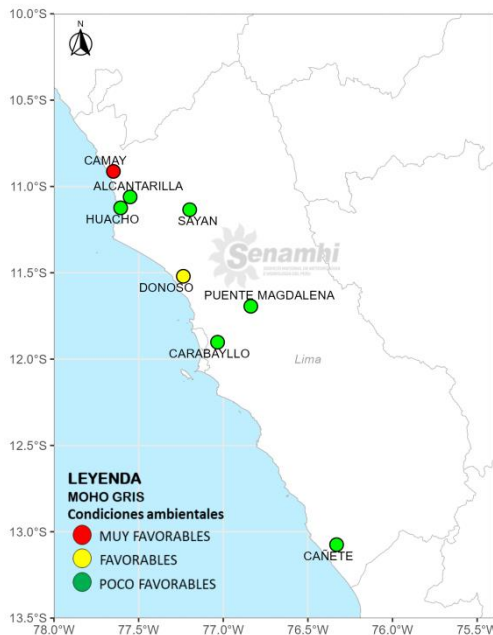 10.0°S
N
10.5°S
CAMAY
11.0°S
ALCANTARILLA
HUACHO
SAYAN
Senamhi
11.5°S
DONOSO
PUENTE MAGDALENA
12.0°S
CARABAYLLO
Lima
12.5°S
LEYENDA
MOHO GRIS
Condiciones ambientales
13.0°S
MUY FAVORABLES
FAVORABLES
CAÑETE
POCO FAVORABLES
13.5°S
78.0°W 77.5°W 77.0°W 76.5°W 76.0°W 75.5°W